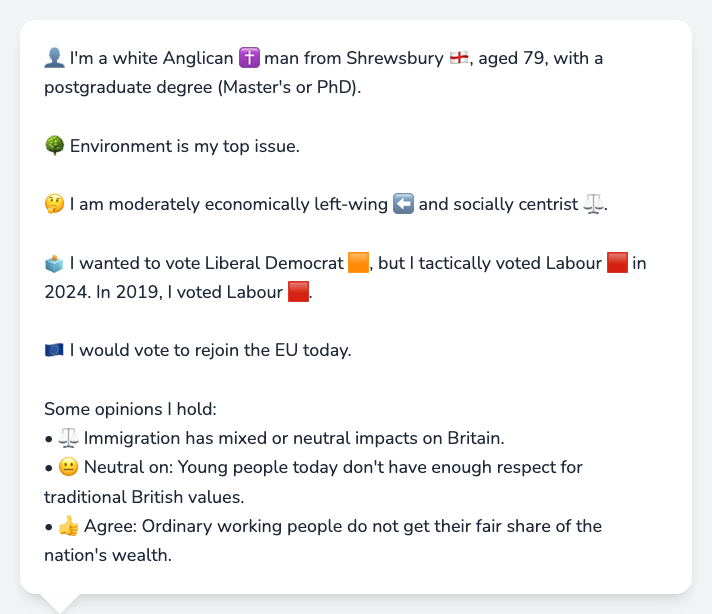 👤 I'm a white Anglican ✝️ man from Shrewsbury 🏴󠁧󠁢󠁥󠁮󠁧󠁿, aged 79, with a
postgraduate degree (Master's or PhD).
🌳 Environment is my top issue.
🤔 I am moderately economically left-wing ⬅️ and socially centrist ⚖️.
🗳️ I wanted to vote Liberal Democrat 🟧, but I tactically voted Labour 🟥 in
2024. In 2019, I voted Labour 🟥.
🇪🇺 I would vote to rejoin the EU today.
Some opinions I hold:
• ⚖️ Immigration has mixed or neutral impacts on Britain.
• 😐 Neutral on: Young people today don't have enough respect for
traditional British values.
• 👍 Agree: Ordinary working people do not get their fair share of the
nation's wealth.